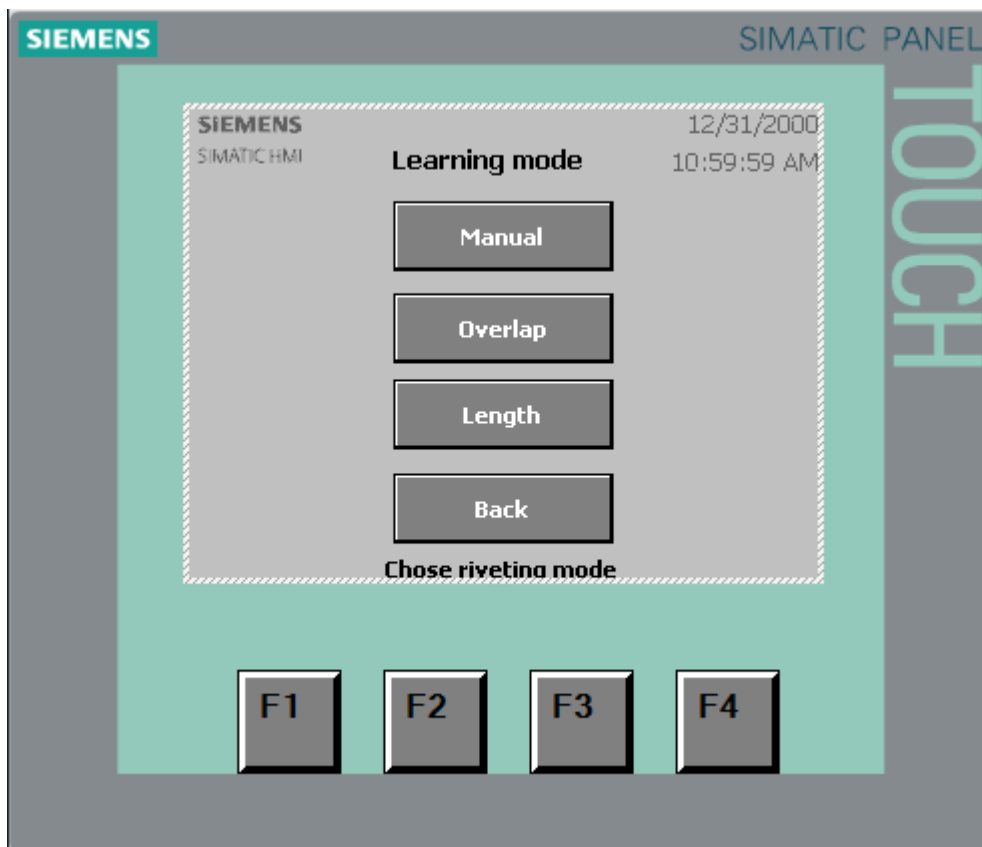 SIEMENS
SIMATIC PANEL
TOUCH
SIEMENS
12/31/2000
SIMATIC HMI
Learning mode
10:59:59 AM
Manual
Overlap
Length
Back
Chose riveting mode
F1 F2 F3 F4